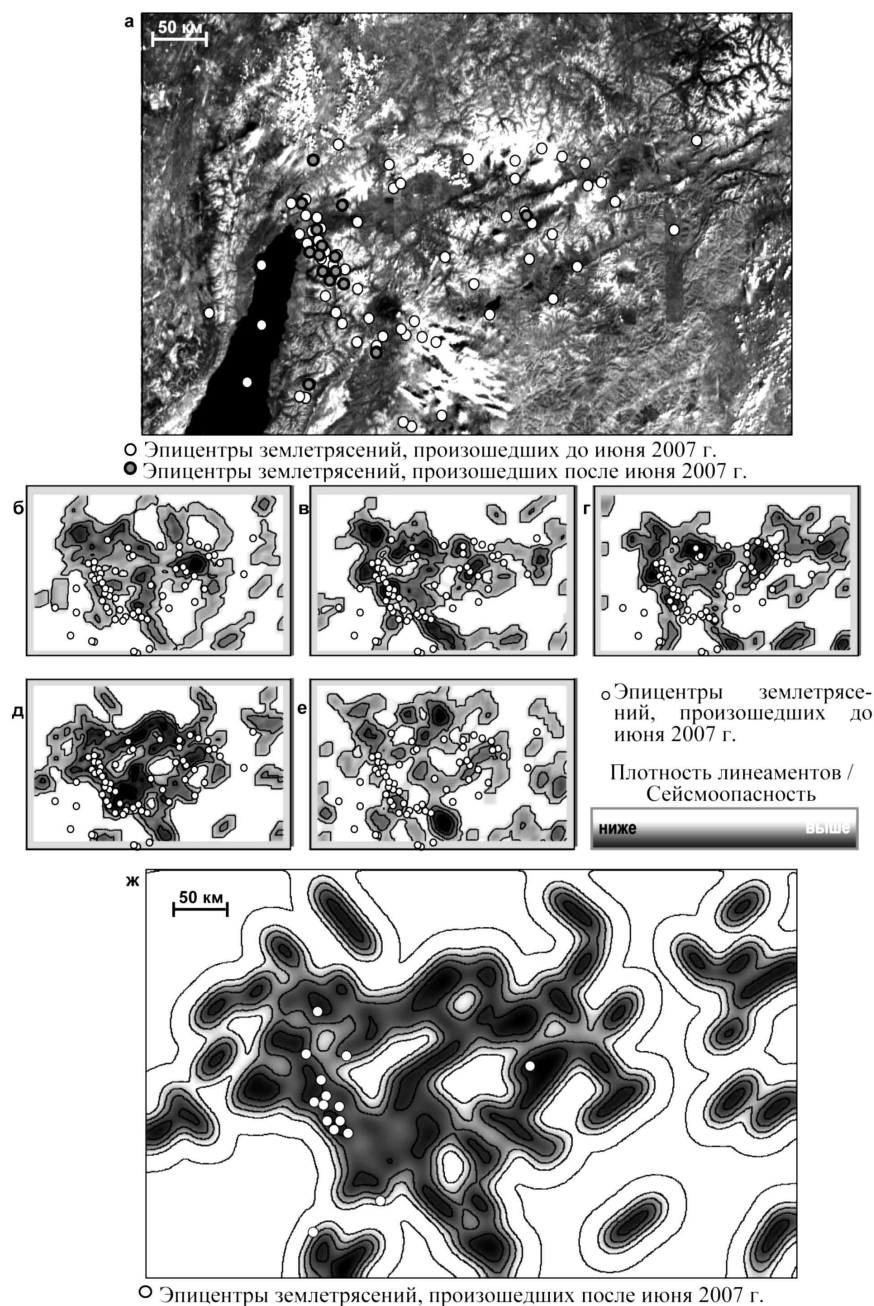 а
50 км
Эпицентры землетрясений, произошедших до июня 2007 г.
Эпицентры землетрясений, произошедших после июня 2007 г.
б
в
г
д
е
Эпицентры землетрясе-
ний, произошедших до
июня 2007 г.
Плотность линеаментов /
Сейсмоопасность
ниже выше
ж
50 км
Эпицентры землетрясений, произошедших после июня 2007 г.